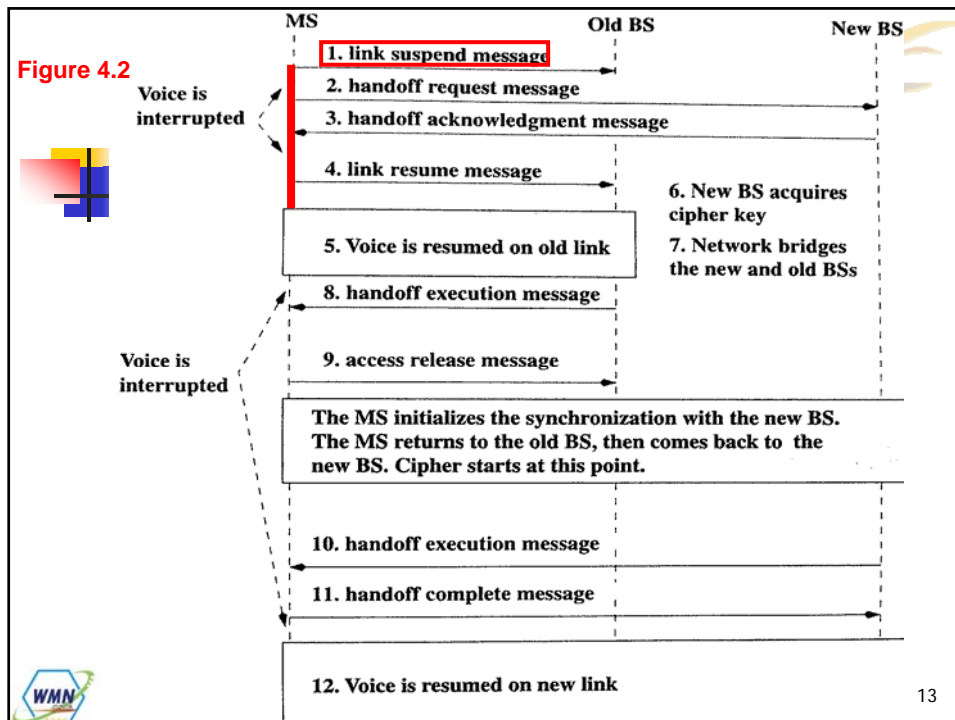 MS
Old BS
New BS
1. link suspend message
Figure 4.2
Voice is
interrupted
2. handoff request message
3. handoff acknowledgment message
4. link resume message
6. New BS acquires
cipher key
7. Network bridges
the new and old BSs
5. Voice is resumed on old link
8. handoff execution message
Voice is
interrupted
9. access release message
The MS initializes the synchronization with the new BS.
The MS returns to the old BS, then comes back to the
new BS. Cipher starts at this point.
10. handoff execution message
11. handoff complete message
12. Voice is resumed on new link
WMN
13